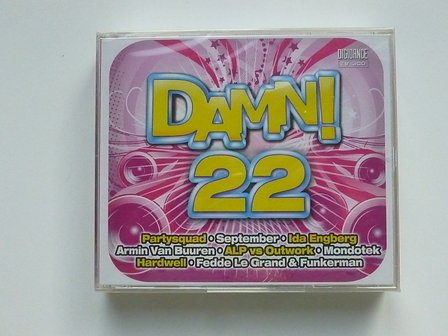 DIGIDANCE
DAMN!
22
Partysquad • September • Ida Engberg
Armin Van Buuren • ALP vs Outwork • Mondotek
Hardwell • Fedde Le Grand & Funkerman